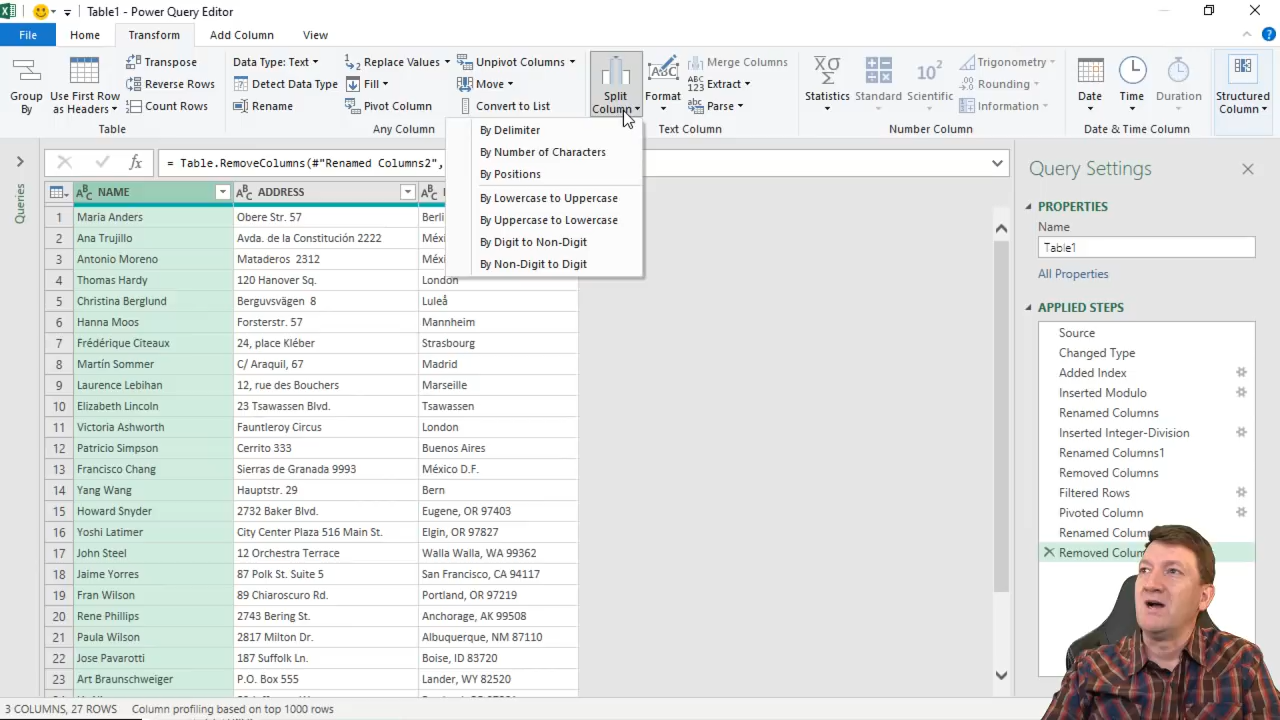 Table1 - Power Query Editor
File Home Transform Add Column View
Group By
Use First Row as Headers
Transpose
Reverse Rows
Count Rows
Table
Data Type: Text
Detect Data Type
Rename
Replace Values
Fill
Pivot Column
Unpivot Columns
Move
Convert to List
Any Column
Split Column
Format
Merge Columns
Extract
Parse
Text Column
Statistics
Standard
Scientific
Trigonometry
Rounding
Information
Number Column
Date
Time
Duration
Date & Time Column
Structured Column
By Delimiter
By Number of Characters
By Positions
By Lowercase to Uppercase
By Uppercase to Lowercase
By Digit to Non-Digit
By Non-Digit to Digit
Queries
fx = Table.RemoveColumns(#"Renamed Columns2",
NAME ADDRESS
1 Maria Anders Obere Str. 57
2 Ana Trujillo Avda. de la Constitución 2222
3 Antonio Moreno Mataderos 2312
4 Thomas Hardy 120 Hanover Sq. London
5 Christina Berglund Berguvsvägen 8 Luleå
6 Hanna Moos Forsterstr. 57 Mannheim
7 Frédérique Citeaux 24, place Kléber Strasbourg
8 Martín Sommer C/ Araquil, 67 Madrid
9 Laurence Lebihan 12, rue des Bouchers Marseille
10 Elizabeth Lincoln 23 Tsawassen Blvd. Tsawassen
11 Victoria Ashworth Fauntleroy Circus London
12 Patricio Simpson Cerrito 333 Buenos Aires
13 Francisco Chang Sierras de Granada 9993 México D.F.
14 Yang Wang Hauptstr. 29 Bern
15 Howard Snyder 2732 Baker Blvd. Eugene, OR 97403
16 Yoshi Latimer City Center Plaza 516 Main St. Elgin, OR 97827
17 John Steel 12 Orchestra Terrace Walla Walla, WA 99362
18 Jaime Yorres 87 Polk St. Suite 5 San Francisco, CA 94117
19 Fran Wilson 89 Chiaroscuro Rd. Portland, OR 97219
20 Rene Phillips 2743 Bering St. Anchorage, AK 99508
21 Paula Wilson 2817 Milton Dr. Albuquerque, NM 87110
22 Jose Pavarotti 187 Suffolk Ln. Boise, ID 83720
23 Art Braunschweiger P.O. Box 555 Lander, WY 82520
24
Query Settings
PROPERTIES
Name
Table1
All Properties
APPLIED STEPS
Source
Changed Type
Added Index
Inserted Modulo
Renamed Columns
Inserted Integer-Division
Renamed Columns1
Removed Columns
Filtered Rows
Pivoted Column
3 COLUMNS, 27 ROWS Column profiling based on top 1000 rows